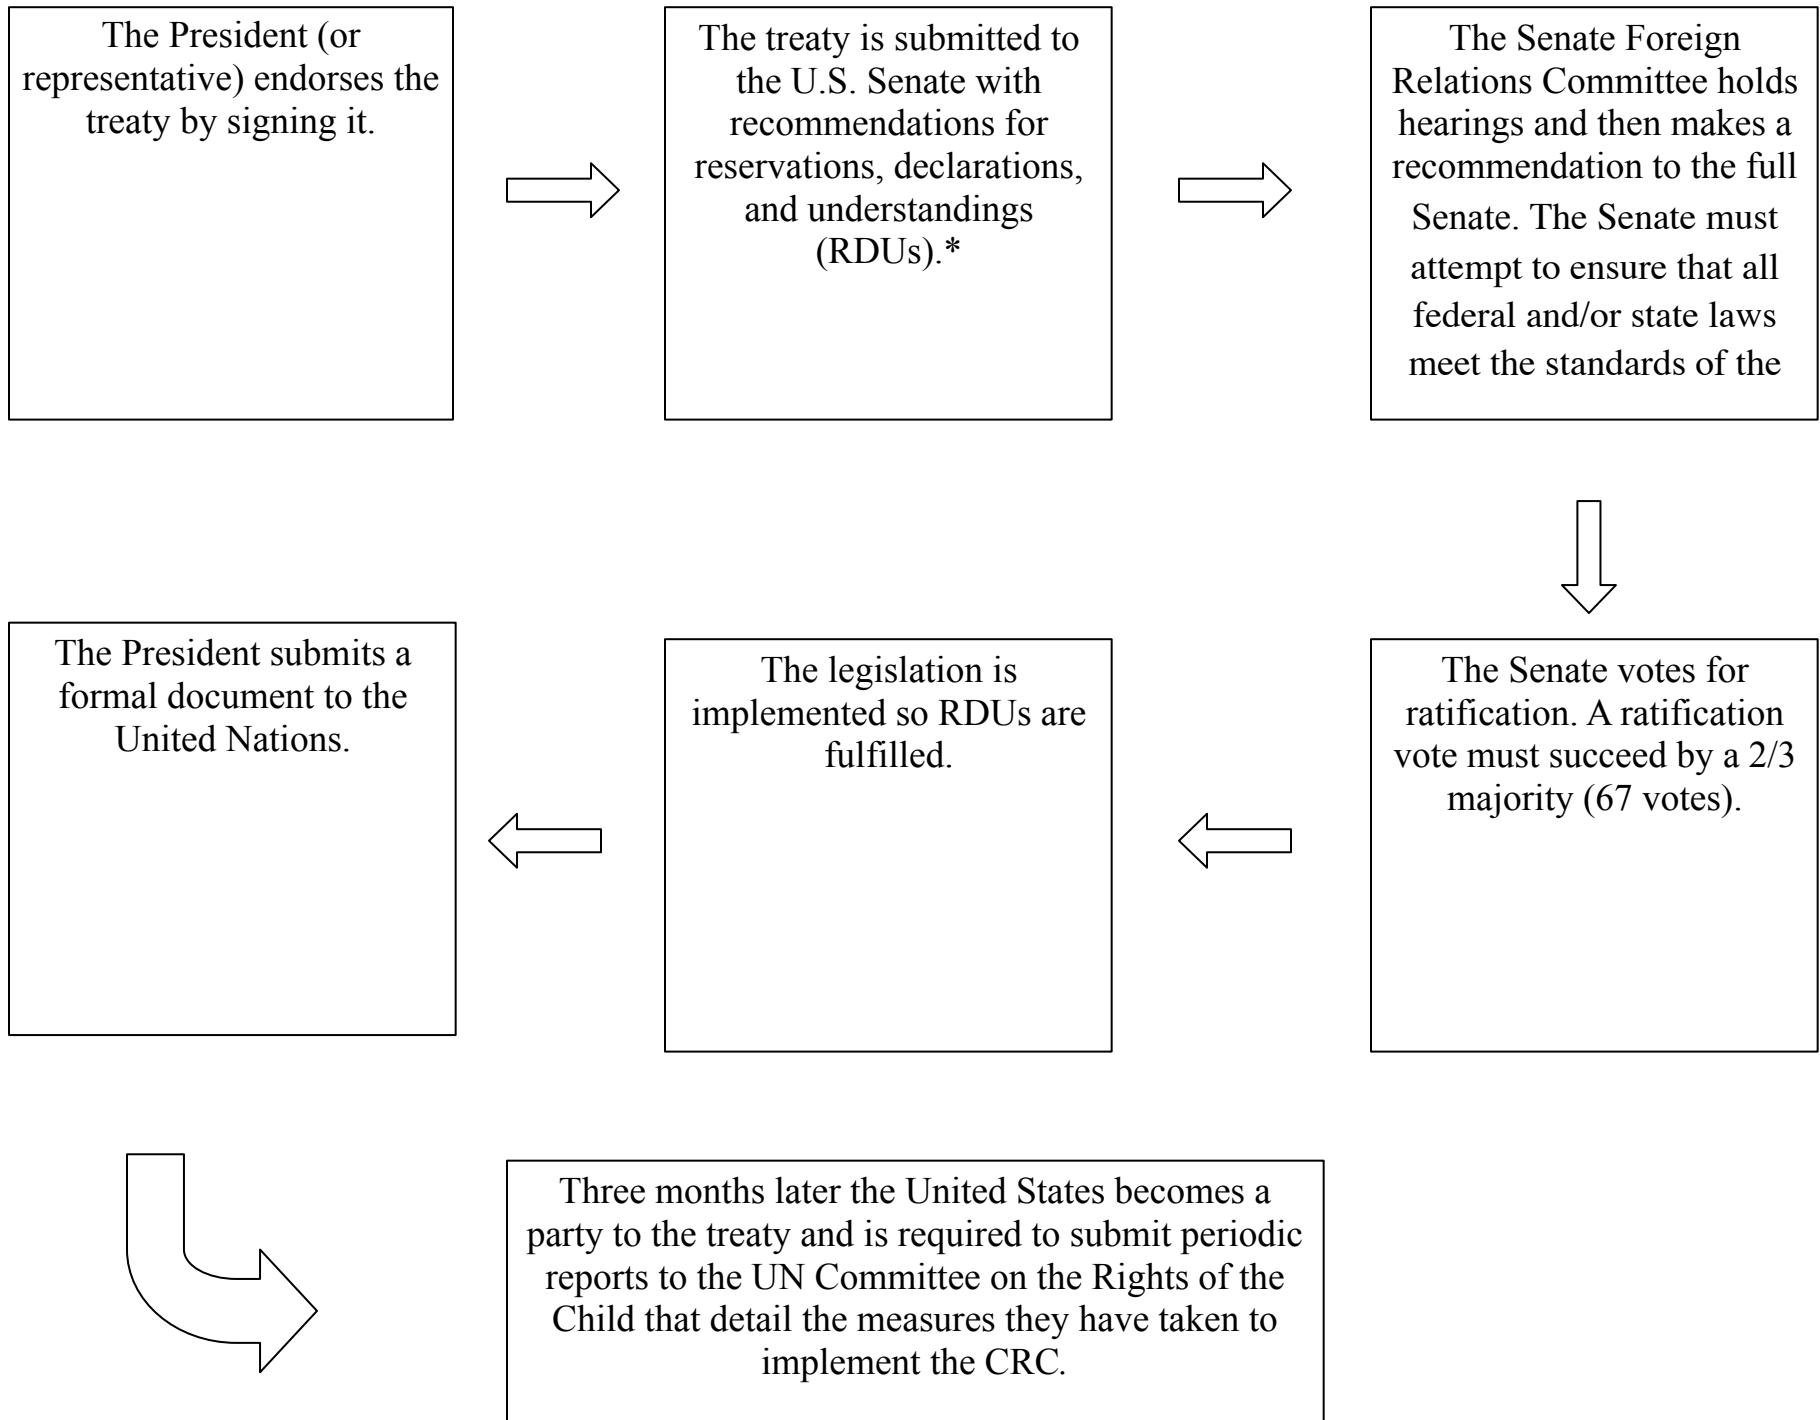 The President (or
representative) endorses the
treaty by signing it.
The treaty is submitted to
the U.S. Senate with
recommendations for
reservations, declarations,
and understandings
(RDUs).*
The Senate Foreign
Relations Committee holds
hearings and then makes a
recommendation to the full
Senate. The Senate must
attempt to ensure that all
federal and/or state laws
meet the standards of the
The Senate votes for
ratification. A ratification
vote must succeed by a 2/3
majority (67 votes).
The legislation is
implemented so RDUs are
fulfilled.
The President submits a
formal document to the
United Nations.
Three months later the United States becomes a
party to the treaty and is required to submit periodic
reports to the UN Committee on the Rights of the
Child that detail the measures they have taken to
implement the CRC.